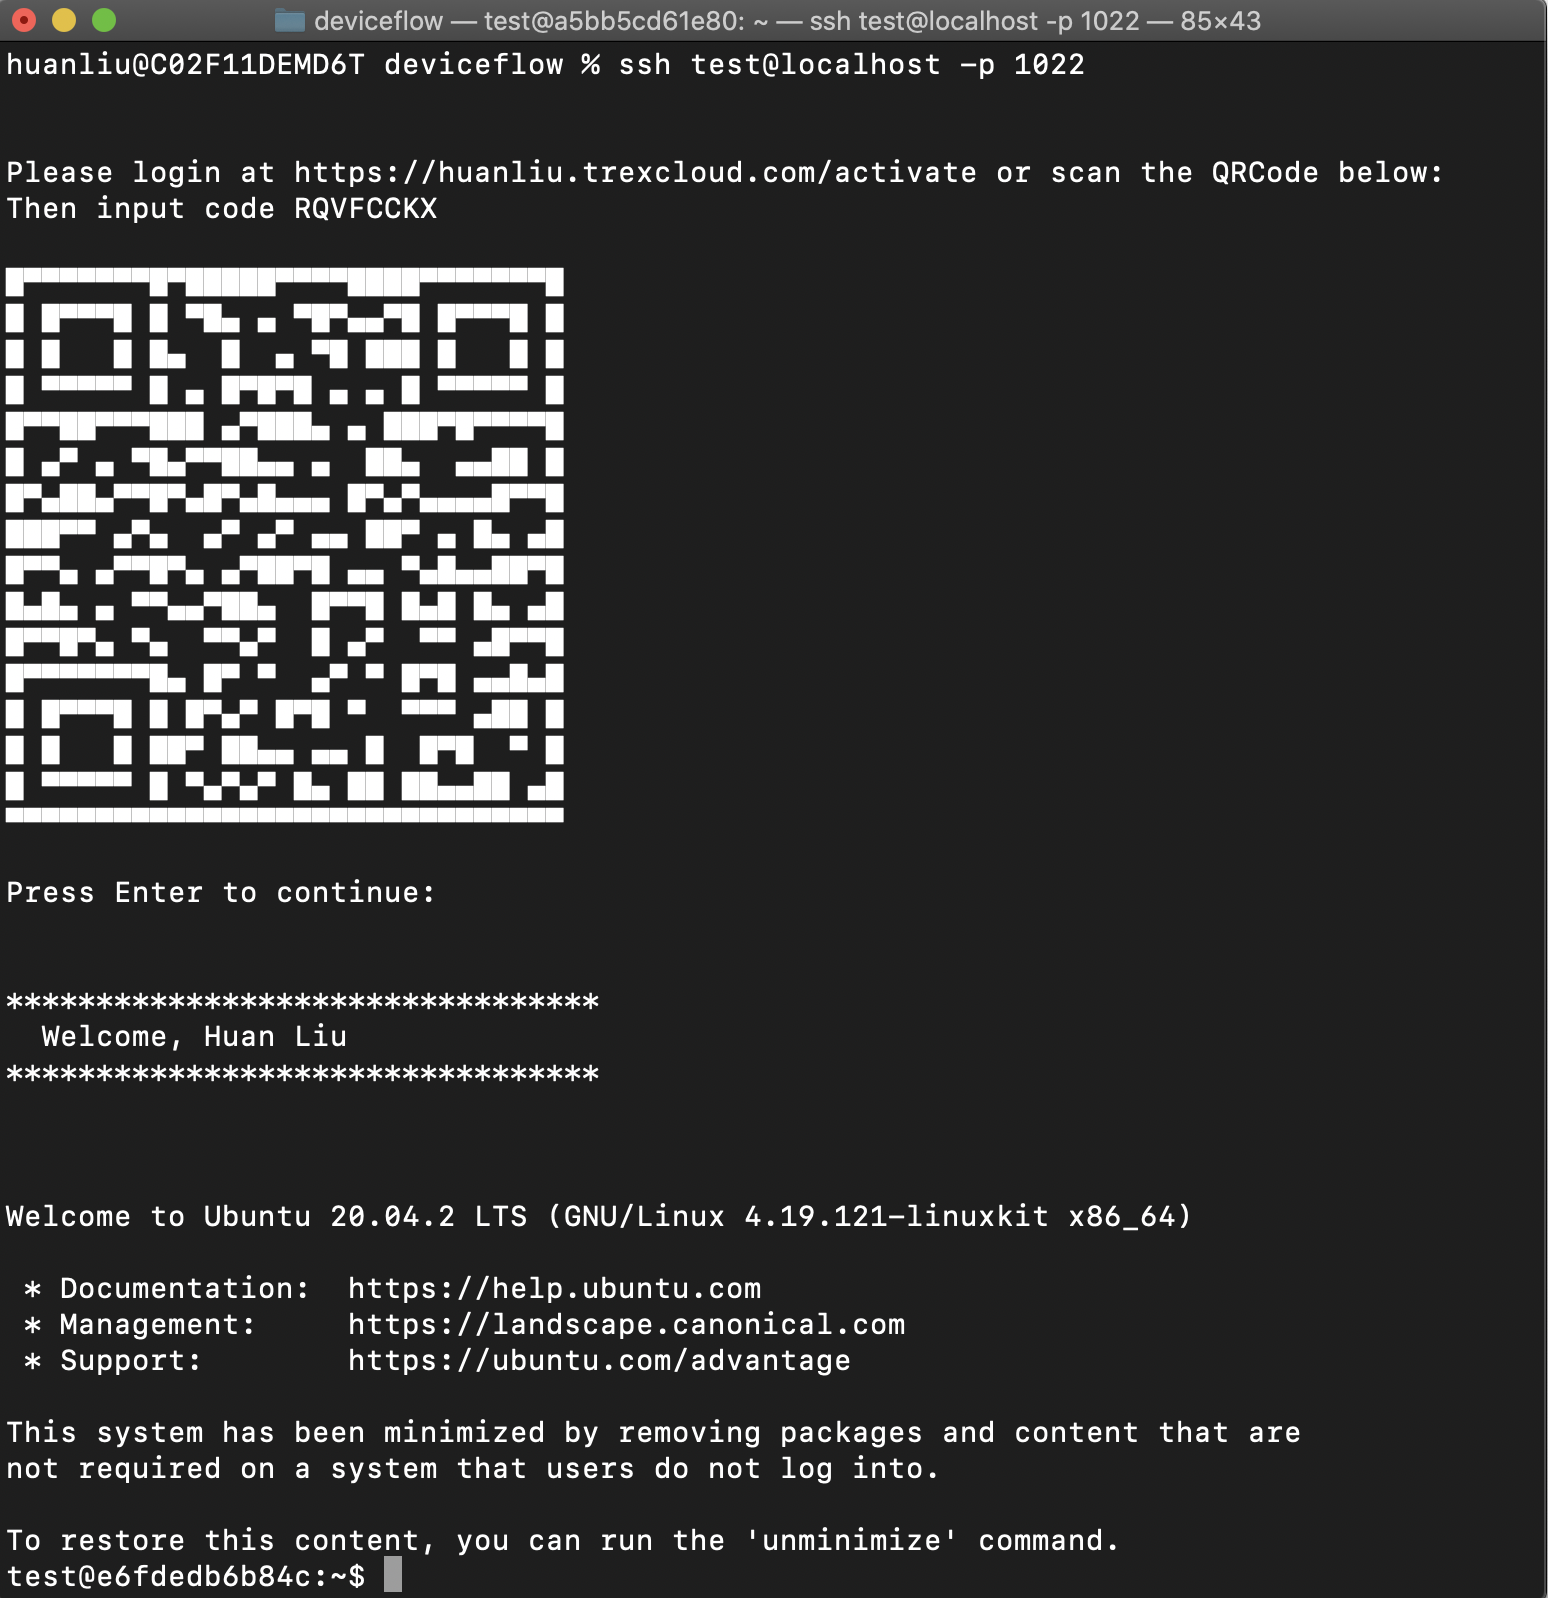 deviceflow — test@a5bb5cd61e80: ~ — ssh test@localhost -p 1022 — 85×43
huanliu@C02F11DEMD6T deviceflow % ssh test@localhost -p 1022
Please login at https://huanliu.trexcloud.com/activate or scan the QRCode below:
Then input code RQVFCCKX
Press Enter to continue:
*********************************
Welcome, Huan Liu
*********************************
Welcome to Ubuntu 20.04.2 LTS (GNU/Linux 4.19.121-linuxkit x86_64)
* Documentation:  https://help.ubuntu.com
* Management:     https://landscape.canonical.com
* Support:        https://ubuntu.com/advantage
This system has been minimized by removing packages and content that are
not required on a system that users do not log into.
To restore this content, you can run the 'unminimize' command.
test@e6fdedb6b84c:~$